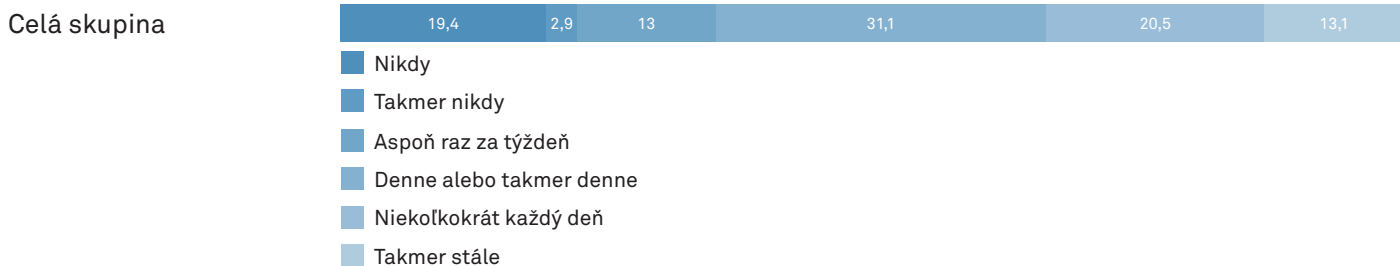 Celá skupina 19,4 2,9 13 31,1 20,5 13,1
Nikdy
Takmer nikdy
Aspoň raz za týždeň
Denne alebo takmer denne
Niekoľkokrát každý deň
Takmer stále